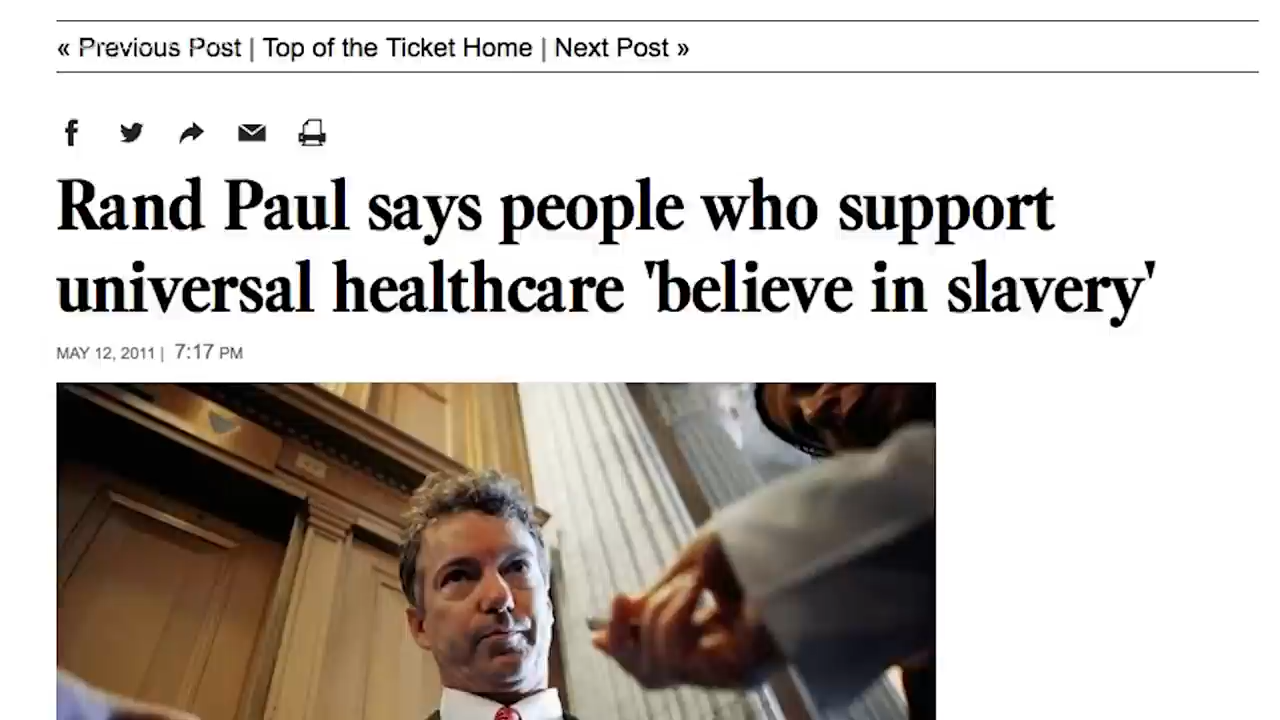 « Previous Post | Top of the Ticket Home | Next Post »
Rand Paul says people who support
universal healthcare 'believe in slavery'
MAY 12, 2011 | 7:17 PM